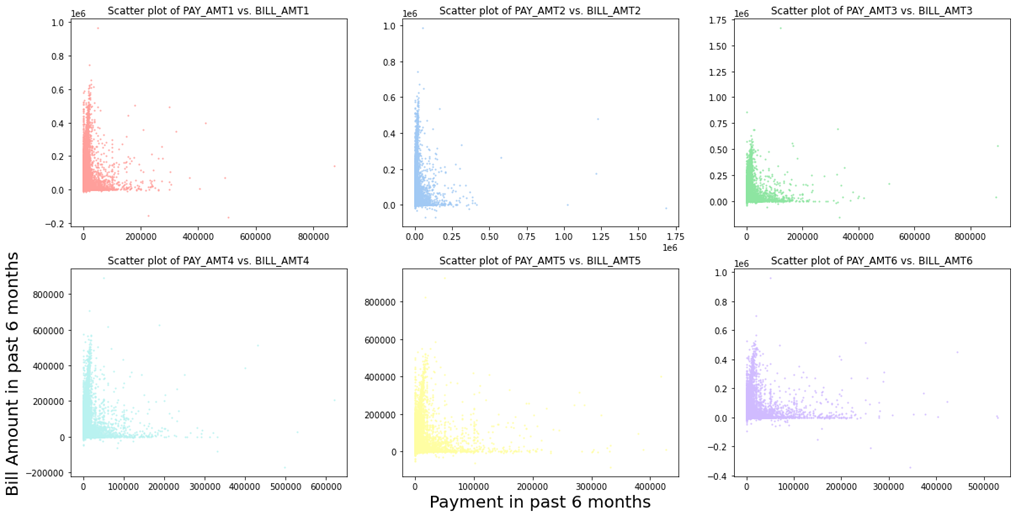 Scatter plot of PAY_AMT1 vs. BILL_AMT1
1e6
1.0
0.8
0.6
0.4
0.2
0.0
−0.2
0 200000 400000 600000 800000
Scatter plot of PAY_AMT2 vs. BILL_AMT2
1e6
1.0
0.8
0.6
0.4
0.2
0.0
0.00 0.25 0.50 0.75 1.00 1.25 1.50 1.75
1e6
Scatter plot of PAY_AMT3 vs. BILL_AMT3
1e6
1.75
1.50
1.25
1.00
0.75
0.50
0.25
0.00
0 200000 400000 600000 800000
Scatter plot of PAY_AMT4 vs. BILL_AMT4
800000
600000
400000
200000
0
−200000
0 100000 200000 300000 400000 500000 600000
Scatter plot of PAY_AMT5 vs. BILL_AMT5
800000
600000
400000
200000
0
0 100000 200000 300000 400000
Scatter plot of PAY_AMT6 vs. BILL_AMT6
1e6
1.0
0.8
0.6
0.4
0.2
0.0
−0.2
−0.4
0 100000 200000 300000 400000 500000
Bill Amount in past 6 months
Payment in past 6 months